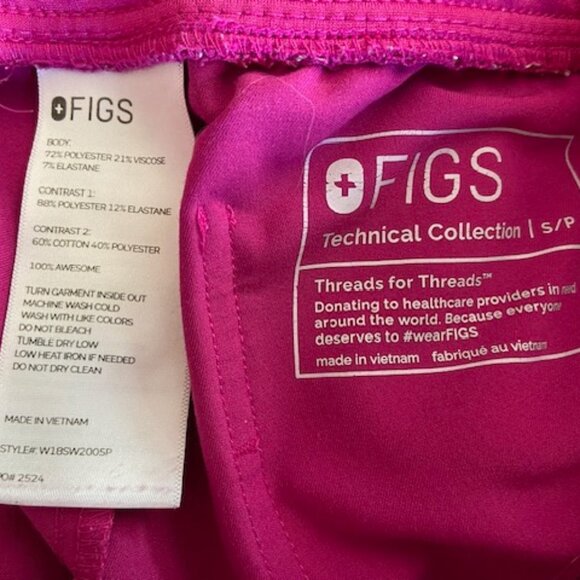 FIGS
BODY:
72% POLYESTER 21% VISCOSE
7% ELASTANE
CONTRAST 1:
88% POLYESTER 12% ELASTANE
CONTRAST 2:
60% COTTON 40% POLYESTER
100% AWESOME
TURN GARMENT INSIDE OUT
MACHINE WASH COLD
WASH WITH LIKE COLORS
DO NOT BLEACH
TUMBLE DRY LOW
LOW HEAT IRON IF NEEDED
DO NOT DRY CLEAN
MADE IN VIETNAM
STYLE#: W18SW2005P
PO# 2524
FIGS
Technical Collection | S/P
Threads for Threads™
Donating to healthcare providers in need
around the world. Because everyone
deserves to #wearFIGS
made in vietnam fabriqué au vietnam